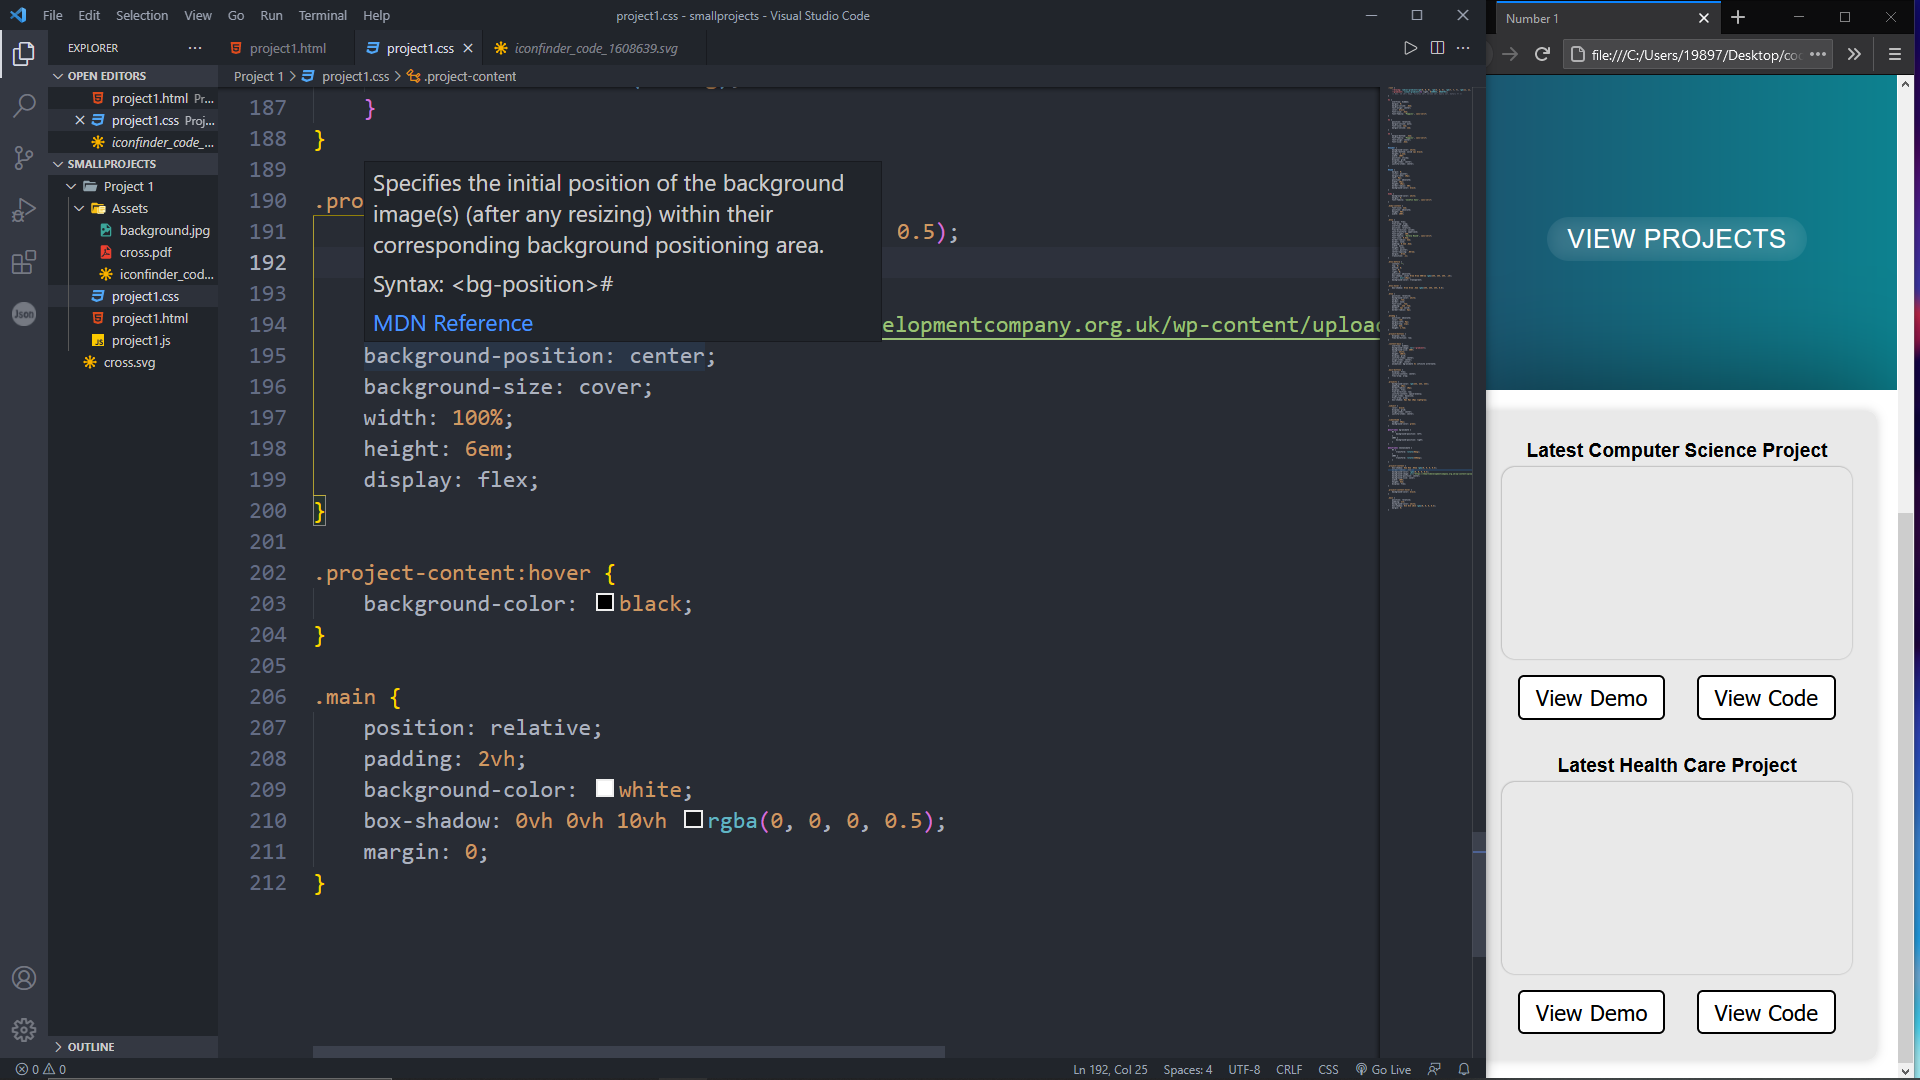 File Edit Selection View Go Run Terminal Help
project1.css - smallprojects - Visual Studio Code
Number 1
EXPLORER
project1.html
project1.css
iconfinder_code_1608639.svg
file:///C:/Users/19897/Desktop/co
OPEN EDITORS
project1.html Pr...
project1.css Proj...
iconfinder_code_...
SMALLPROJECTS
Project 1
Assets
background.jpg
cross.pdf
iconfinder_cod...
project1.css
project1.html
project1.js
cross.svg
OUTLINE
Json
Project 1 > project1.css > .project-content
187 }
188 }
189
190 .pro
191 0.5);
192
193
194 elopmentcompany.org.uk/wp-content/uploa
Specifies the initial position of the background
image(s) (after any resizing) within their
corresponding background positioning area.
Syntax: <bg-position>#
MDN Reference
195 background-position: center;
196 background-size: cover;
197 width: 100%;
198 height: 6em;
199 display: flex;
200 }
201
202 .project-content:hover {
203 background-color: black;
204 }
205
206 .main {
207 position: relative;
208 padding: 2vh;
209 background-color: white;
210 box-shadow: 0vh 0vh 10vh rgba(0, 0, 0, 0.5);
211 margin: 0;
212 }
VIEW PROJECTS
Latest Computer Science Project
View Demo View Code
Latest Health Care Project
View Demo View Code
0 0
Ln 192, Col 25 Spaces: 4 UTF-8 CRLF CSS Go Live